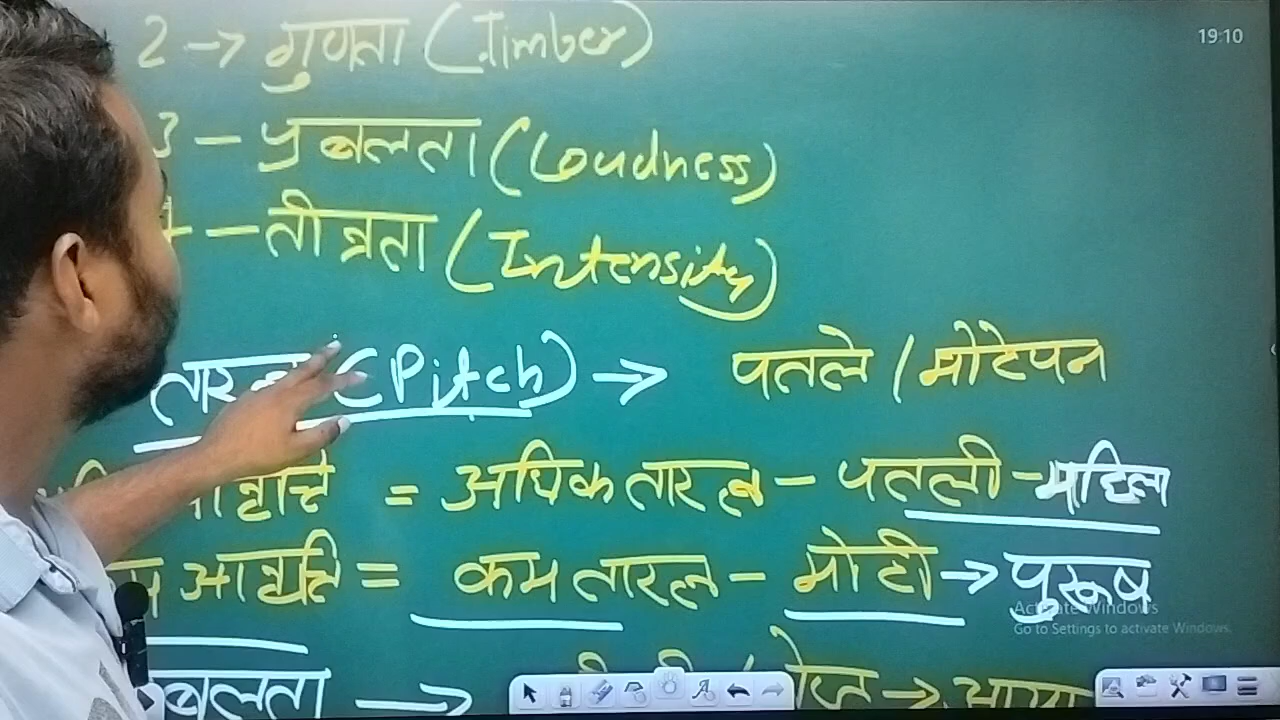 19:10
2 → गुणता (Timber)
3 – प्रबलता (Loudness)
– तीव्रता (Intensity)
तारत्व (Pitch) → पतले / मोटेपन
= अधिक तारत्व – पतली – महिला
आवृत्ति = कम तारत्व – मोटी → पुरूष
Activate Windows
Go to Settings to activate Windows.
→ →